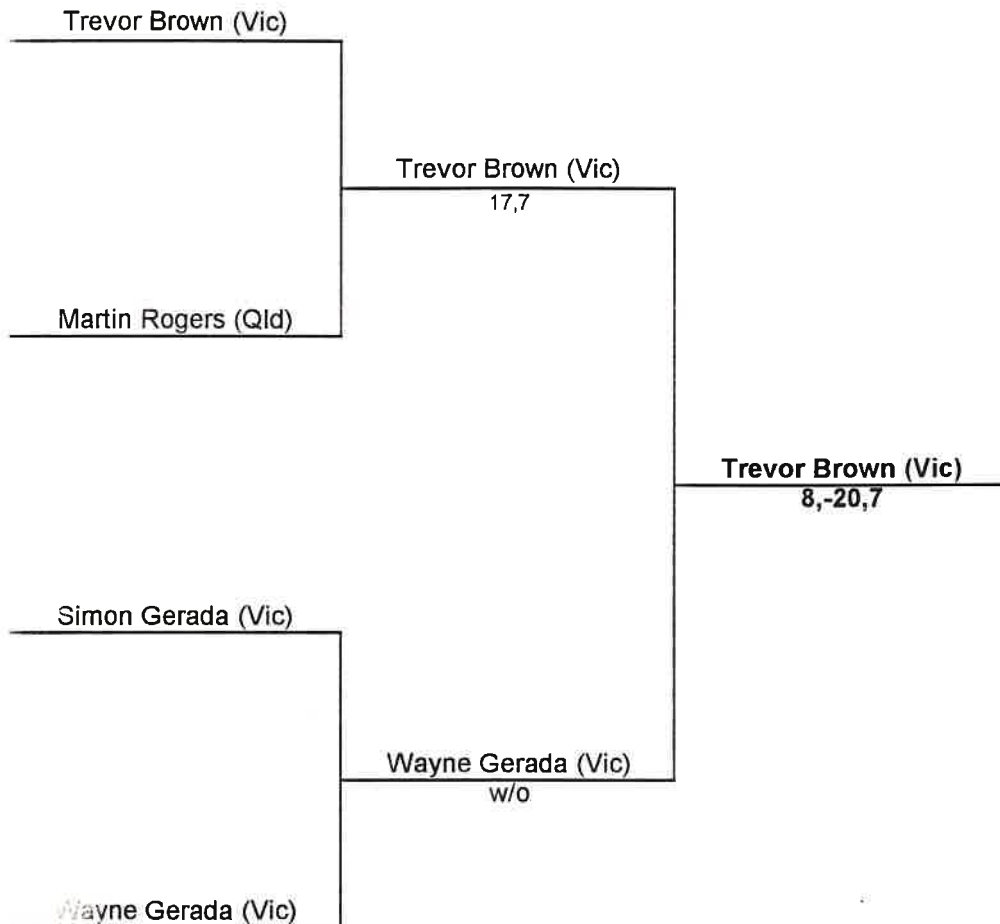 Trevor Brown (Vic)
Trevor Brown (Vic)
17,7
Martin Rogers (Qld)
Trevor Brown (Vic)
8,-20,7
Simon Gerada (Vic)
Wayne Gerada (Vic)
w/o
Wayne Gerada (Vic)